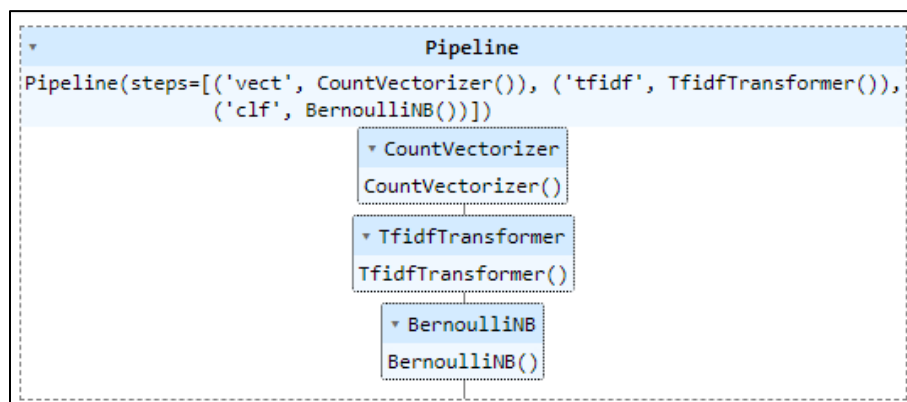 Pipeline
Pipeline(steps=[('vect', CountVectorizer()), ('tfidf', TfidfTransformer()),
('clf', BernoulliNB())])
CountVectorizer
CountVectorizer()
TfidfTransformer
TfidfTransformer()
BernoulliNB
BernoulliNB()